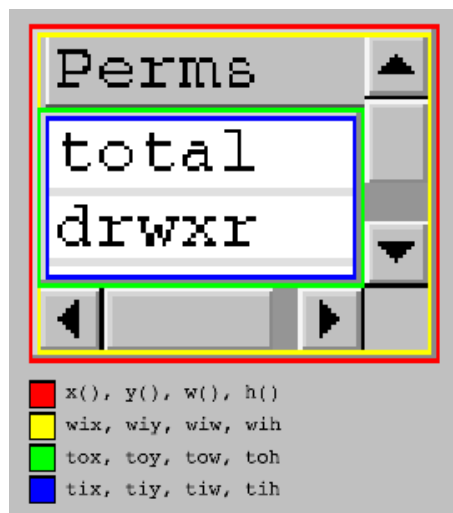 Perms
total
drwxr
x(), y(), w(), h()
wix, wiy, wiw, wih
tox, toy, tow, toh
tix, tiy, tiw, tih